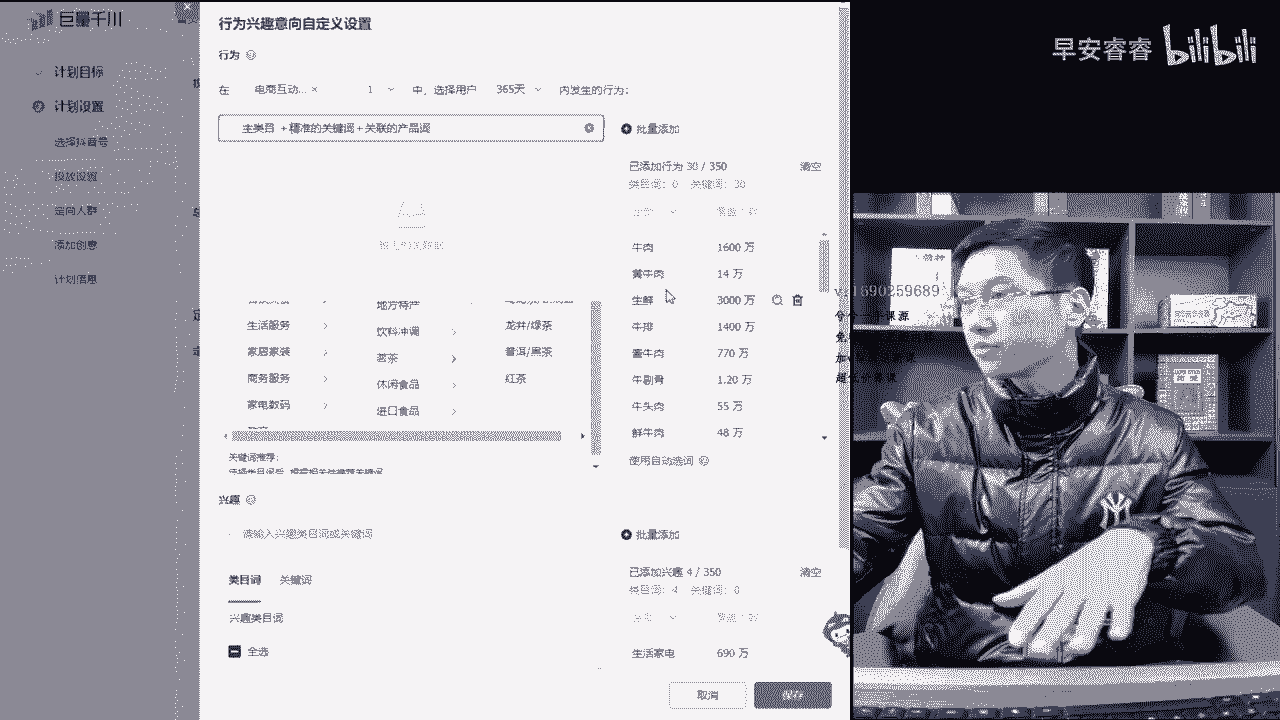 巨量千川
计划目标
计划设置
选择抖音号
投放设置
定向人群
添加创意
计划信息
行为兴趣意向自定义设置
行为
在 电商互动... × 1 中，选择用户 365天 内发生的行为：
主类目 +精准的关键词+关联的产品词
批量添加
已添加行为 30 / 350 清空
类目词：0 关键词：30
牛肉 1600 万
黄牛肉 14 万
生鲜 3000 万
牛排 1400 万
酱牛肉 770 万
牛剔骨 1.20 万
牛头肉 55 万
鲜牛肉 48 万
使用自动选词
地方特产
生活服务 饮料冲调 龙井/绿茶
家居家装 茗茶 普洱/黑茶
商务服务 休闲食品 红茶
家电数码 进口食品
关键词推荐：
兴趣
请输入兴趣类目词或关键词
批量添加
已添加兴趣 4 / 350 清空
类目词：4 关键词：0
类目词 关键词
兴趣类目词
全选
生活家电 690 万
取消 保存
早安睿睿 bilibili
1690259689